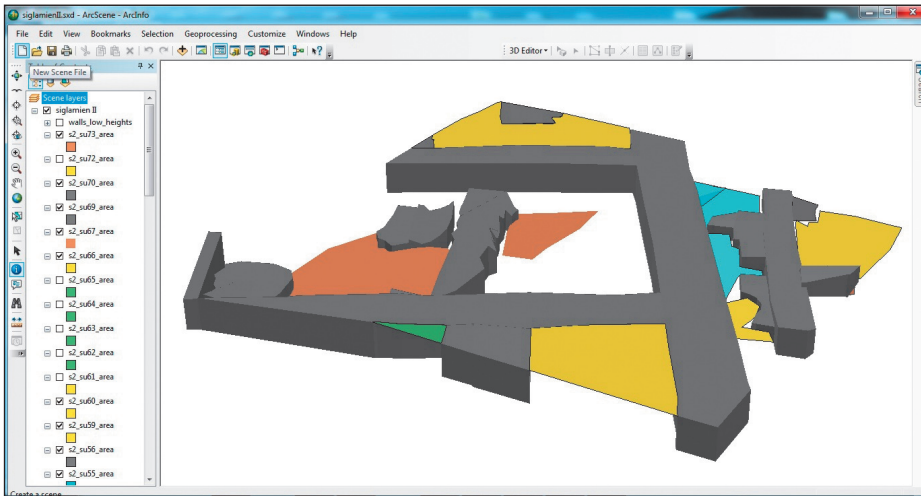 siglamienII.sxd - ArcScene - ArcInfo
File Edit View Bookmarks Selection Geoprocessing Customize Windows Help
3D Editor
New Scene File
Scene layers
siglamien II
walls_low_heights
s2_su73_area
s2_su72_area
s2_su70_area
s2_su69_area
s2_su67_area
s2_su66_area
s2_su65_area
s2_su64_area
s2_su63_area
s2_su62_area
s2_su61_area
s2_su60_area
s2_su59_area
s2_su56_area
s2_su55_area
Create a scene